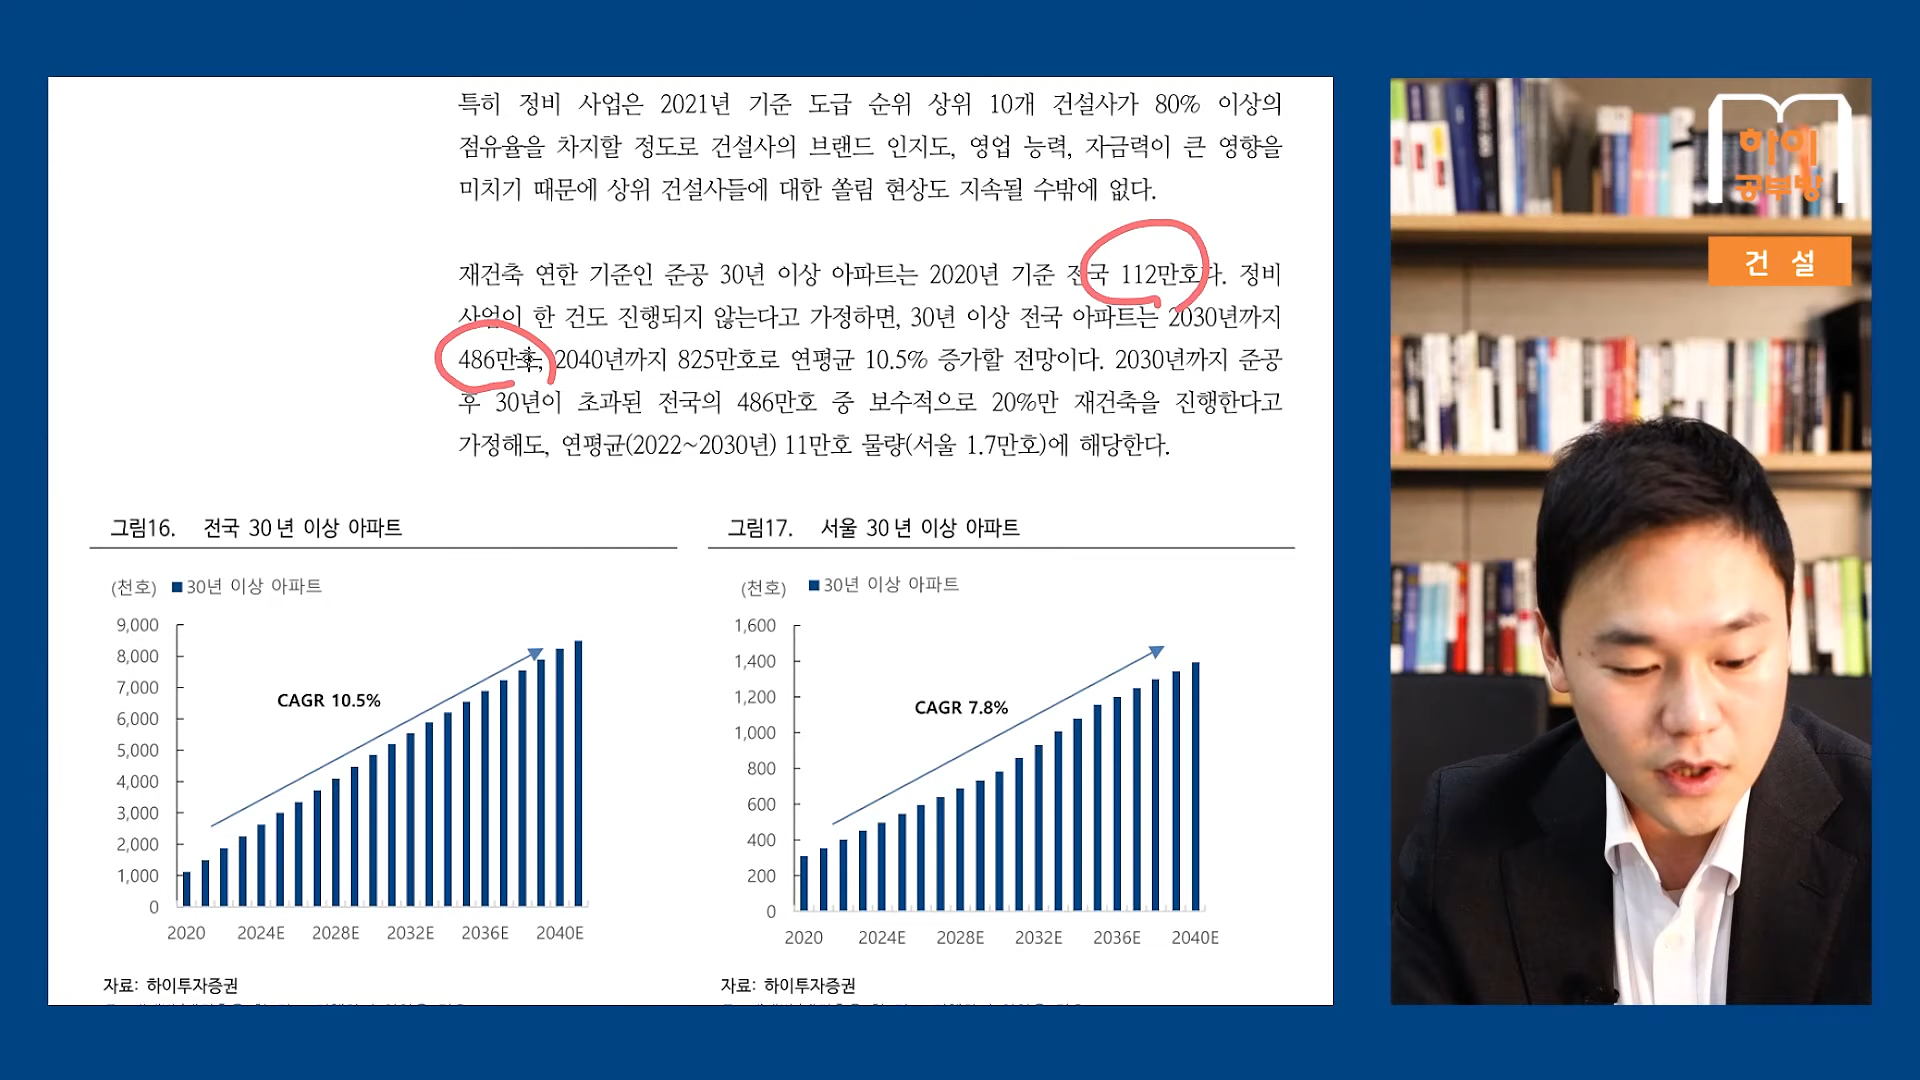 특히 정비 사업은 2021년 기준 도급 순위 상위 10개 건설사가 80% 이상의
점유율을 차지할 정도로 건설사의 브랜드 인지도, 영업 능력, 자금력이 큰 영향을
미치기 때문에 상위 건설사들에 대한 쏠림 현상도 지속될 수밖에 없다.
재건축 연한 기준인 준공 30년 이상 아파트는 2020년 기준 전국 112만호다. 정비
사업이 한 건도 진행되지 않는다고 가정하면, 30년 이상 전국 아파트는 2030년까지
486만호, 2040년까지 825만호로 연평균 10.5% 증가할 전망이다. 2030년까지 준공
후 30년이 초과된 전국의 486만호 중 보수적으로 20%만 재건축을 진행한다고
가정해도, 연평균(2022~2030년) 11만호 물량(서울 1.7만호)에 해당한다.
그림16. 전국 30년 이상 아파트
(천호) 30년 이상 아파트
9,000
8,000
7,000
6,000
5,000
4,000
3,000
2,000
1,000
0
CAGR 10.5%
2020 2024E 2028E 2032E 2036E 2040E
자료: 하이투자증권
그림17. 서울 30년 이상 아파트
(천호) 30년 이상 아파트
1,600
1,400
1,200
1,000
800
600
400
200
0
CAGR 7.8%
2020 2024E 2028E 2032E 2036E 2040E
자료: 하이투자증권
하이
공부방
건 설